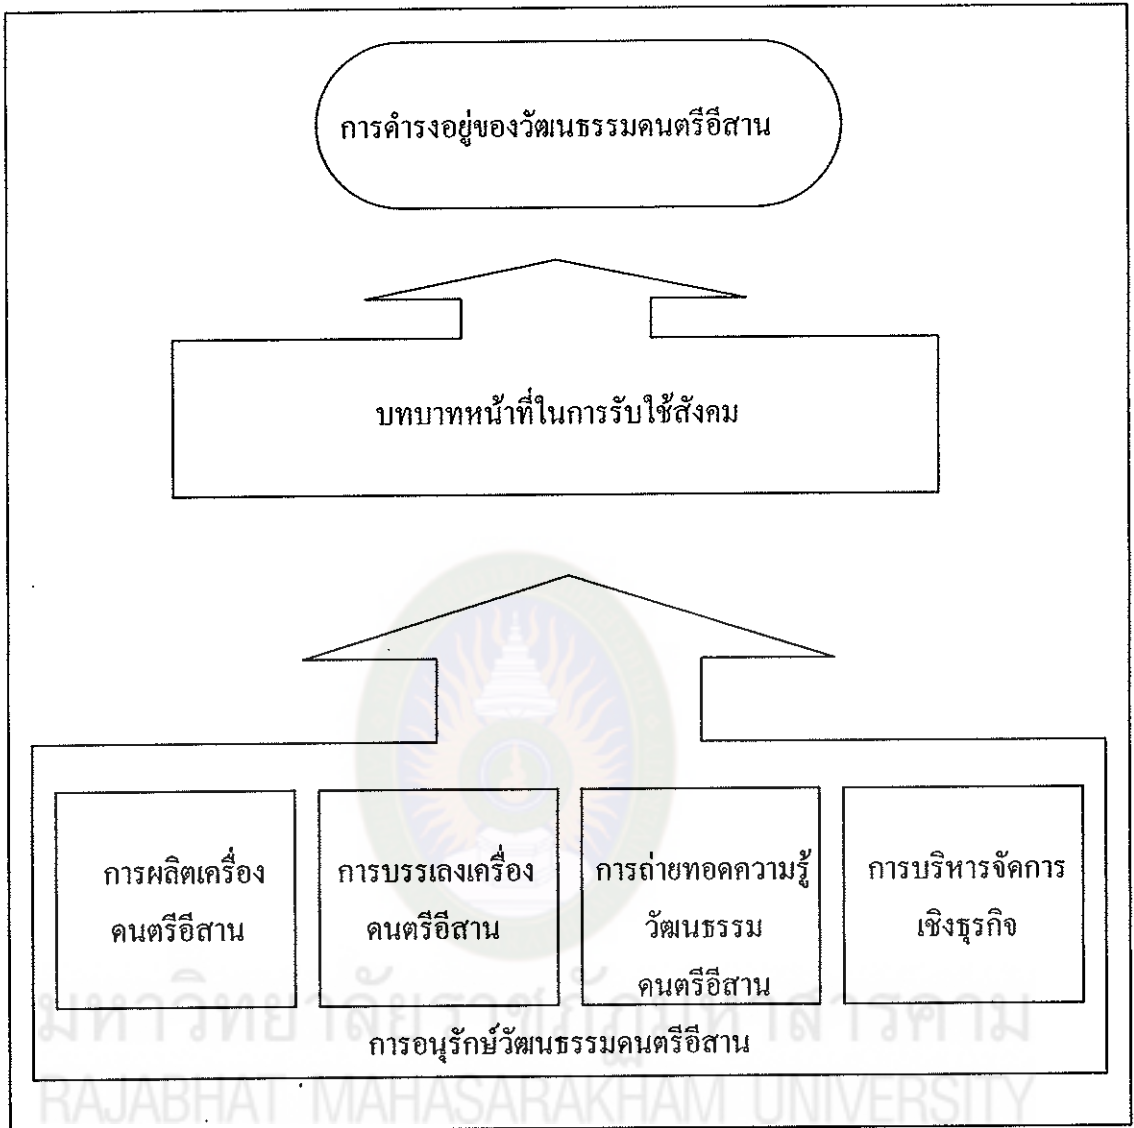 การดำรงอยู่ของวัฒนธรรมดนตรีอีสาน
บทบาทหน้าที่ในการรับใช้สังคม
การผลิตเครื่อง
ดนตรีอีสาน
การบรรเลงเครื่อง
ดนตรีอีสาน
การถ่ายทอดความรู้
วัฒนธรรม
ดนตรีอีสาน
การบริหารจัดการ
เชิงธุรกิจ
การอนุรักษ์วัฒนธรรมดนตรีอีสาน
มหาวิทยาลัยราชภัฏมหาสารคาม
RAJABHAT MAHASARAKHAM UNIVERSITY